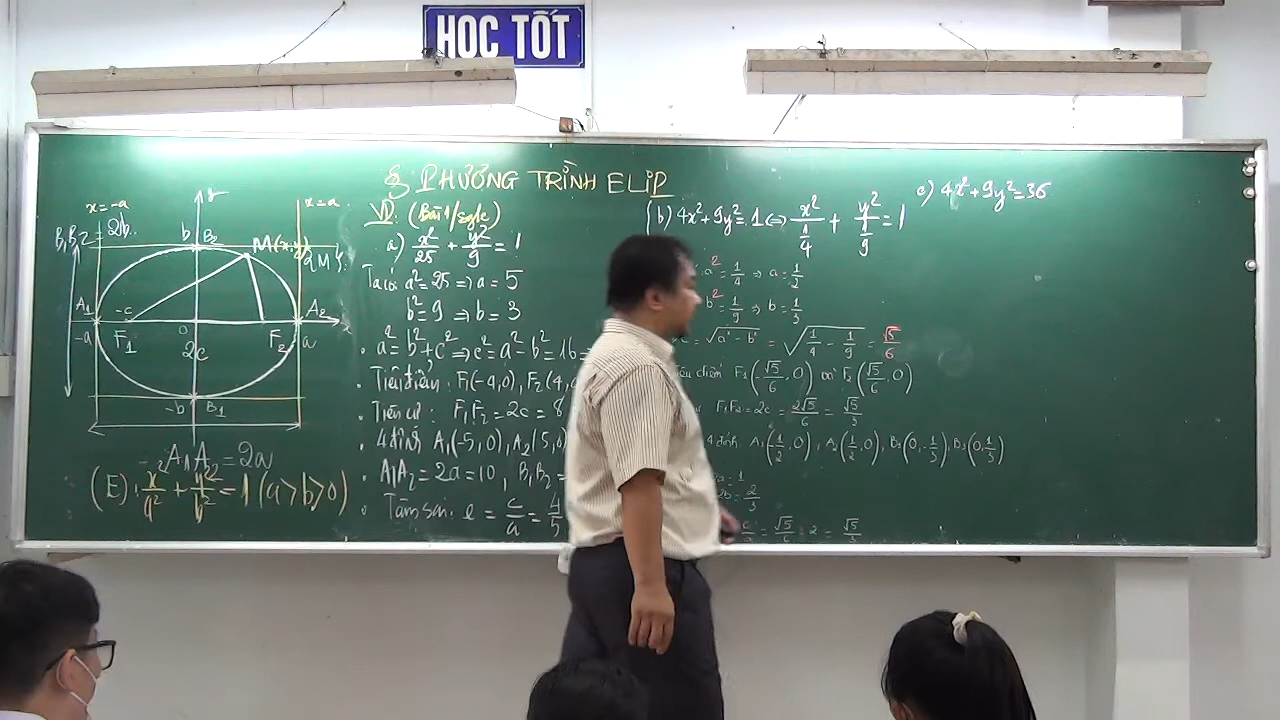 HỌC TỐT
§ PHƯƠNG TRÌNH ELIP
x=-a
y
x=a
B₁B₂=2b
b
B₂
M(x,y)
A₁
-c
o
A₂
x
-a
F₁
2c
F₂
a
-b
B₁
A₁A₂=2a
(E): x²/a² + y²/b² = 1 (a>b>0)
VD: (Bài 1/sgk)
a) x²/25 + y²/9 = 1
Ta có a²=25 ⇒ a = 5
b²=9 ⇒ b = 3
• a²=b²+c² ⇒ c²=a²-b²=16
• Tiêu điểm: F₁(-4,0), F₂(4,
• Tiêu cự: F₁F₂=2c=8
• 4 đỉnh A₁(-5,0), A₂(5,0)
• A₁A₂=2a=10, B₁B₂=
• Tâm sai e = c/a = 4/5
b) 4x²+9y²=1 ⇔ x²/(1/4) + y²/(1/9) = 1
a²=1/4 ⇒ a=1/2
b²=1/9 ⇒ b=1/3
c=√(a²-b²) = √(1/4 - 1/9) = √5/6
điểm F₁(-√5/6, 0) và F₂(√5/6, 0)
F₁F₂=2c=2√5/6=√5/3
4 đỉnh A₁(-1/2, 0), A₂(1/2, 0), B₁(0,-1/3), B₂(0,1/3)
2a=1
2b=2/3
c/a=√5/6.2=√5/3
c) 4x²+9y²=36